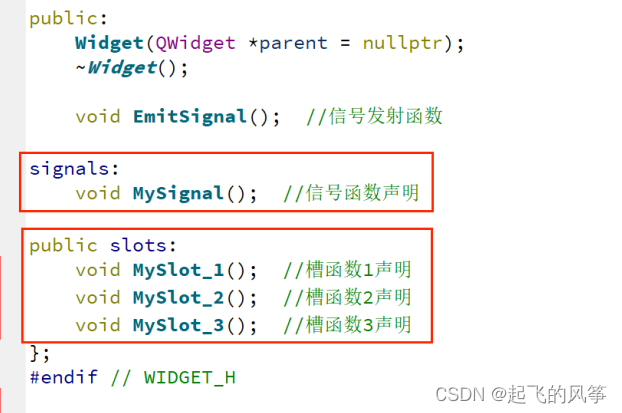 public:
    Widget(QWidget *parent = nullptr);
    ~Widget();
    void EmitSignal();  //信号发射函数
signals:
    void MySignal();  //信号函数声明
public slots:
    void MySlot_1();  //槽函数1声明
    void MySlot_2();  //槽函数2声明
    void MySlot_3();  //槽函数3声明
};
#endif // WIDGET_H
CSDN @起飞的风筝